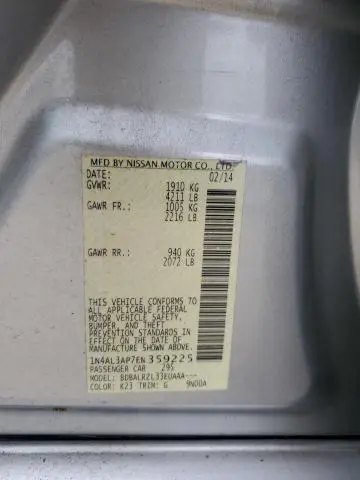 MFD BY NISSAN MOTOR CO., LTD.
DATE: 02/14
GVWR: 1910 KG
4211 LB
GAWR FR.: 1005 KG
2216 LB
GAWR RR.: 940 KG
2072 LB
THIS VEHICLE CONFORMS TO
ALL APPLICABLE FEDERAL
MOTOR VEHICLE SAFETY,
BUMPER, AND THEFT
PREVENTION STANDARDS IN
EFFECT ON THE DATE OF
MANUFACTURE SHOWN ABOVE.
1N4AL3AP7EN359225
PASSENGER CAR 295
MODEL: BDBALRZL33EUAAA---
COLOR: K23 TRIM: G 9N00A